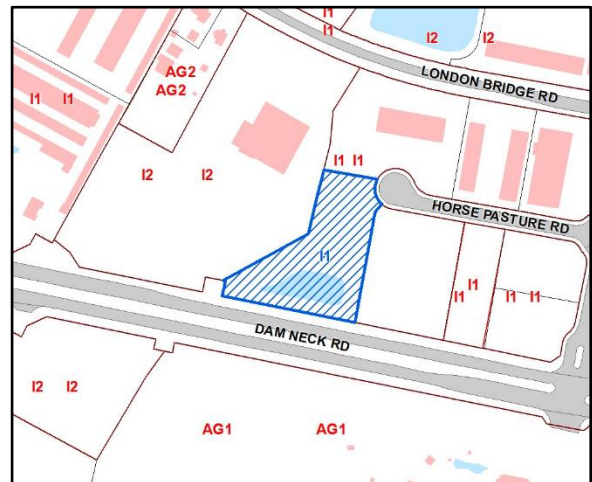 I1
I1
I2 I2
LONDON BRIDGE RD
AG2
AG2
I1 I1
I2 I2
I1 I1
HORSE PASTURE RD
I1
I1
I1
I1 I1
DAM NECK RD
I2 I2
AG1 AG1